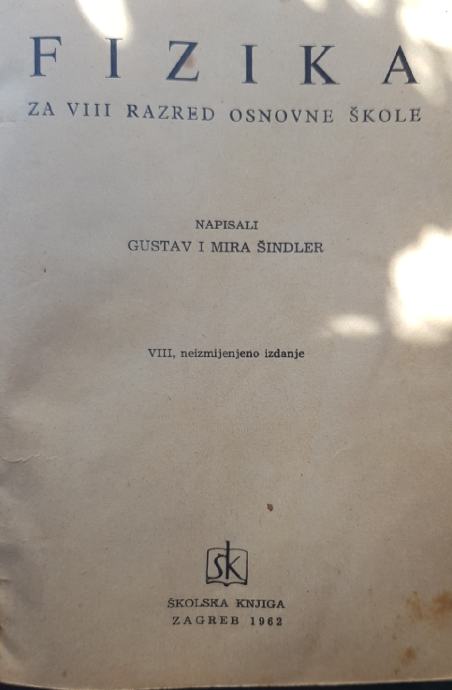 FIZIKA
ZA VIII RAZRED OSNOVNE ŠKOLE
NAPISALI
GUSTAV I MIRA ŠINDLER
VIII, neizmijenjeno izdanje
šk
ŠKOLSKA KNJIGA
ZAGREB 1962